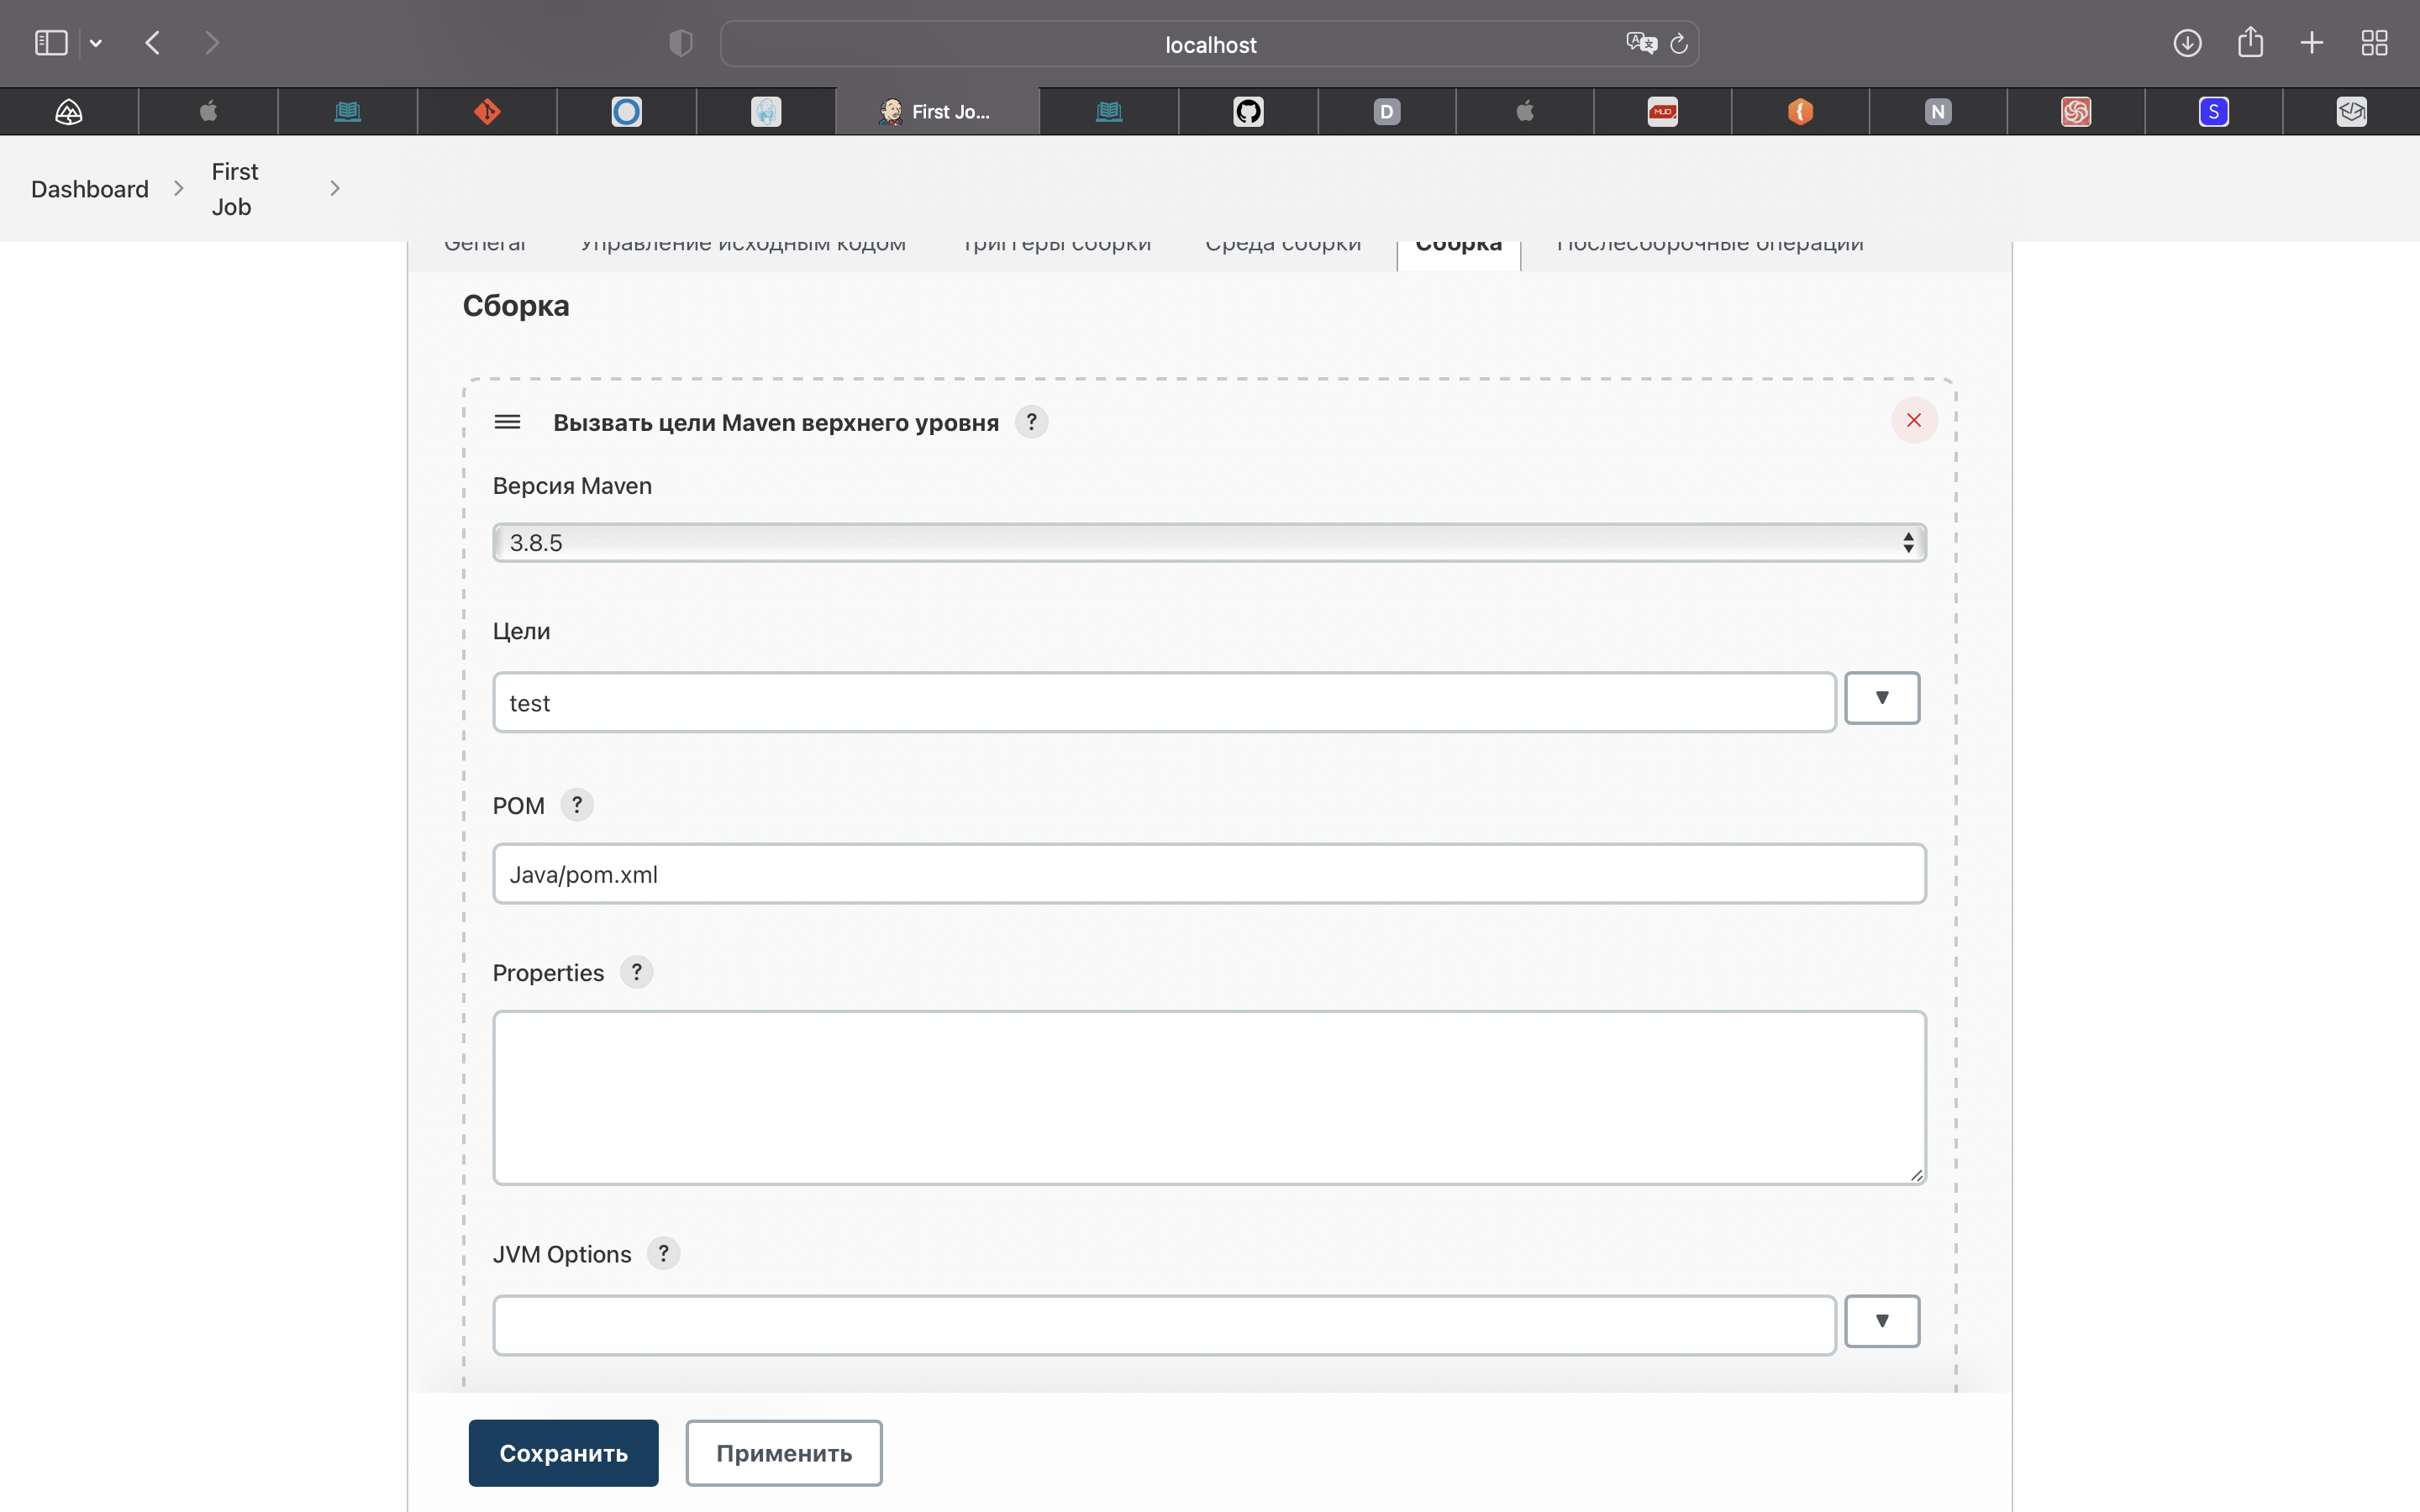 localhost
First Jo...
D
MUO
N
S
Dashboard
First
Job
General Управление исходным кодом Триггеры сборки Среда сборки Сборка Послесборочные операции
Сборка
Вызвать цели Maven верхнего уровня ?
Версия Maven
3.8.5
Цели
test
POM ?
Java/pom.xml
Properties ?
JVM Options ?
Сохранить Применить